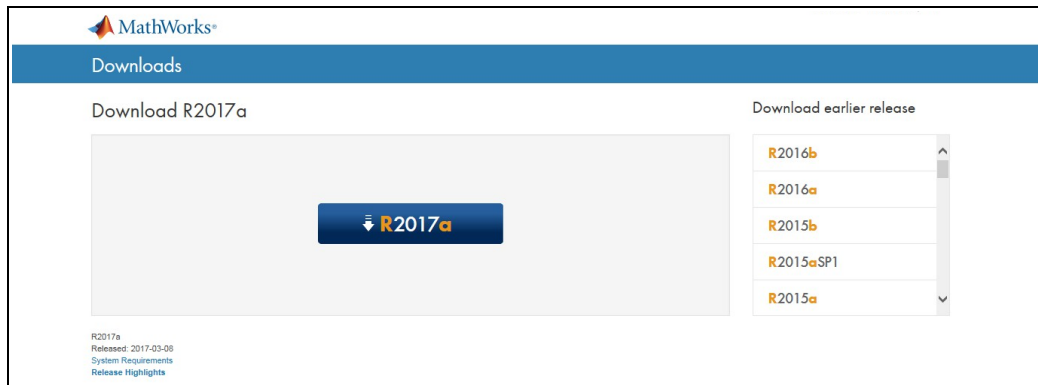 MathWorks®
Downloads
Download R2017a
R2017a
Download earlier release
R2016b
R2016a
R2015b
R2015aSP1
R2015a
R2017a
Released: 2017-03-08
System Requirements
Release Highlights